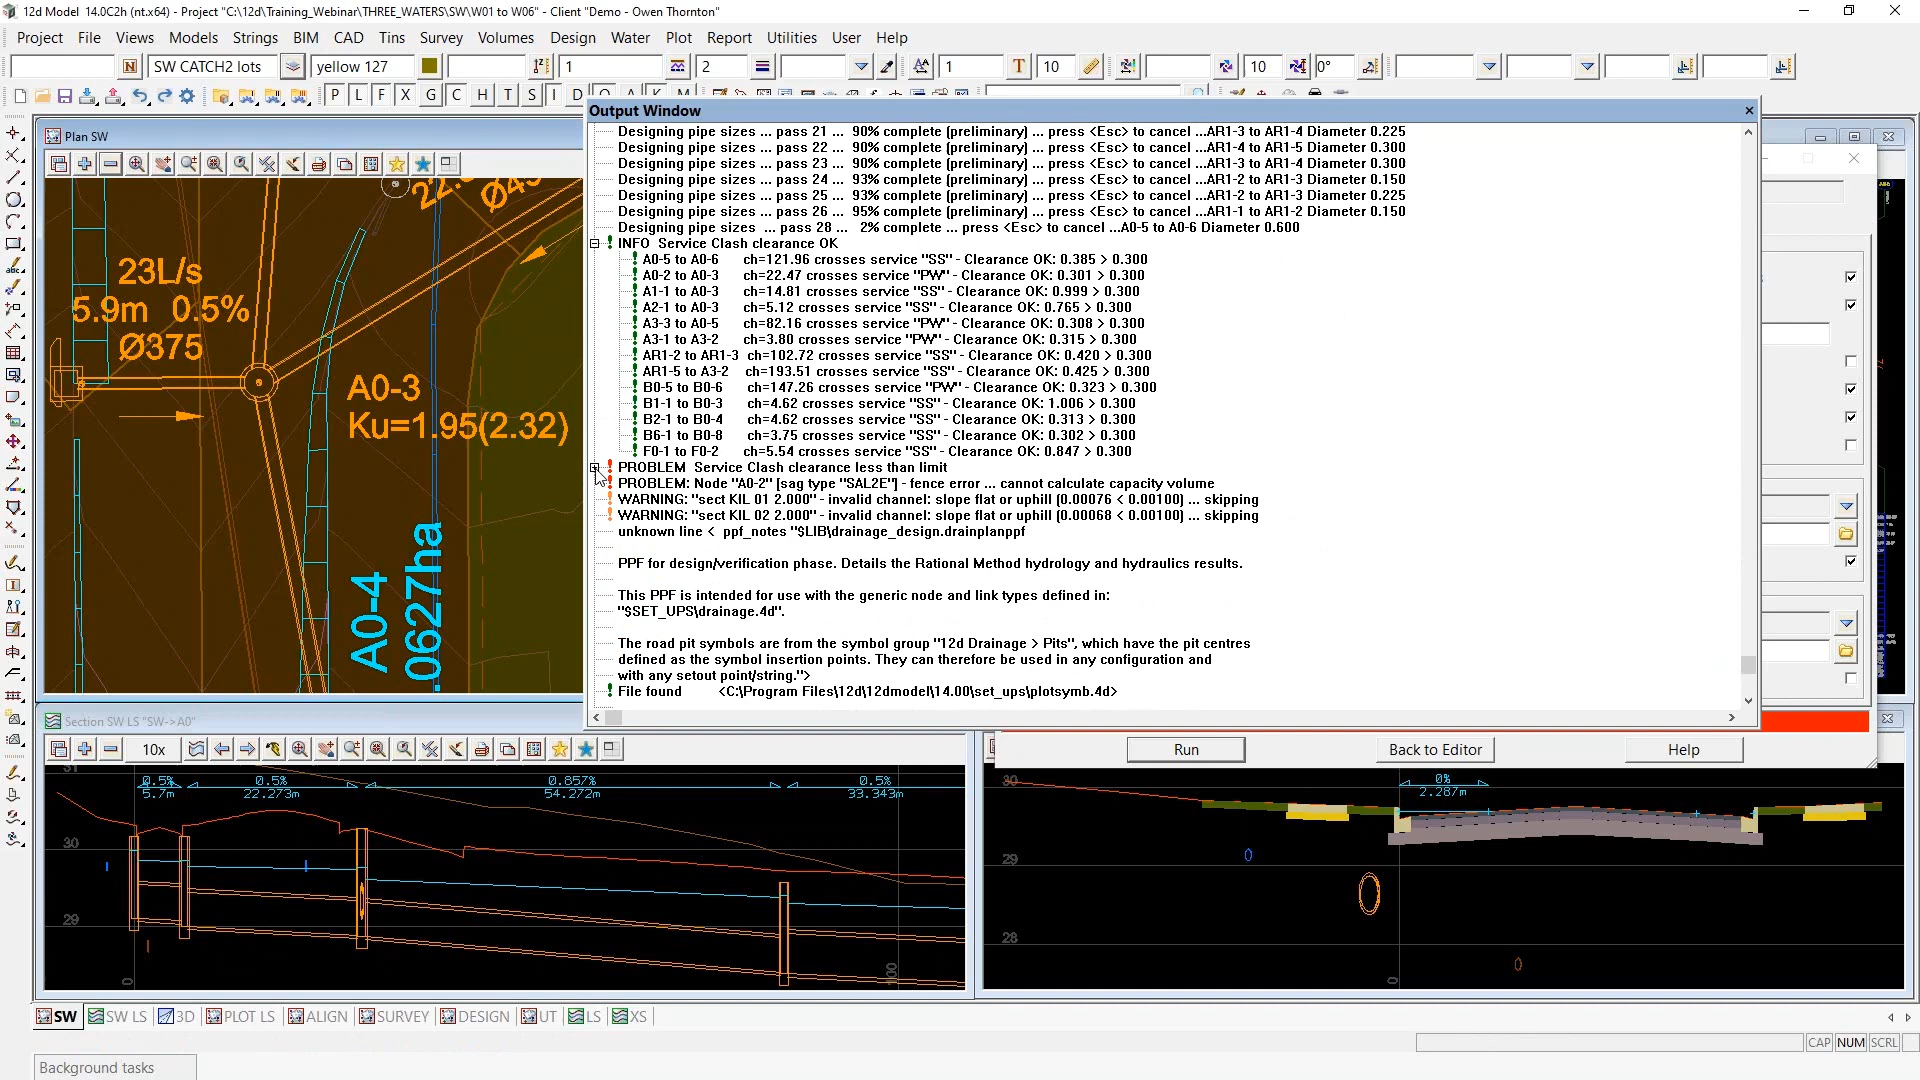 12d Model 14.0C2h (nt.x64) - Project "C:\12d\Training_Webinar\THREE_WATERS\SW\W01 to W06" - Client "Demo - Owen Thornton"
Project File Views Models Strings BIM CAD Tins Survey Volumes Design Water Plot Report Utilities User Help
N SW CATCH2 lots yellow 127 1 2 1 T 10 10 0°
P L F X G C H T S I D O A K M
Output Window
Plan SW
Designing pipe sizes ... pass 21 ... 90% complete (preliminary) ... press <Esc> to cancel ...AR1-3 to AR1-4 Diameter 0.225
Designing pipe sizes ... pass 22 ... 90% complete (preliminary) ... press <Esc> to cancel ...AR1-4 to AR1-5 Diameter 0.300
Designing pipe sizes ... pass 23 ... 90% complete (preliminary) ... press <Esc> to cancel ...AR1-3 to AR1-4 Diameter 0.300
Designing pipe sizes ... pass 24 ... 93% complete (preliminary) ... press <Esc> to cancel ...AR1-2 to AR1-3 Diameter 0.150
Designing pipe sizes ... pass 25 ... 93% complete (preliminary) ... press <Esc> to cancel ...AR1-2 to AR1-3 Diameter 0.225
Designing pipe sizes ... pass 26 ... 95% complete (preliminary) ... press <Esc> to cancel ...AR1-1 to AR1-2 Diameter 0.150
Designing pipe sizes ... pass 28 ... 2% complete ... press <Esc> to cancel ...A0-5 to A0-6 Diameter 0.600
INFO Service Clash clearance OK
A0-5 to A0-6 ch=121.96 crosses service "SS" - Clearance OK: 0.385 > 0.300
A0-2 to A0-3 ch=22.47 crosses service "PW" - Clearance OK: 0.301 > 0.300
A1-1 to A0-3 ch=14.81 crosses service "SS" - Clearance OK: 0.999 > 0.300
A2-1 to A0-3 ch=5.12 crosses service "SS" - Clearance OK: 0.765 > 0.300
A3-3 to A0-5 ch=82.16 crosses service "PW" - Clearance OK: 0.308 > 0.300
A3-1 to A3-2 ch=3.80 crosses service "PW" - Clearance OK: 0.315 > 0.300
AR1-2 to AR1-3 ch=102.72 crosses service "SS" - Clearance OK: 0.420 > 0.300
AR1-5 to A3-2 ch=193.51 crosses service "SS" - Clearance OK: 0.425 > 0.300
B0-5 to B0-6 ch=147.26 crosses service "PW" - Clearance OK: 0.323 > 0.300
B1-1 to B0-3 ch=4.62 crosses service "SS" - Clearance OK: 1.006 > 0.300
B2-1 to B0-4 ch=4.62 crosses service "SS" - Clearance OK: 0.313 > 0.300
B6-1 to B0-8 ch=3.75 crosses service "SS" - Clearance OK: 0.302 > 0.300
F0-1 to F0-2 ch=5.54 crosses service "SS" - Clearance OK: 0.847 > 0.300
PROBLEM Service Clash clearance less than limit
PROBLEM: Node "A0-2" [sag type "SAL2E"] - fence error ... cannot calculate capacity volume
WARNING: "sect KIL 01 2.000" - invalid channel: slope flat or uphill (0.00076 < 0.00100) ... skipping
WARNING: "sect KIL 02 2.000" - invalid channel: slope flat or uphill (0.00068 < 0.00100) ... skipping
unknown line < ppf_notes "$LIB\drainage_design.drainplanppf
PPF for design/verification phase. Details the Rational Method hydrology and hydraulics results.
This PPF is intended for use with the generic node and link types defined in:
"$SET_UPS\drainage.4d".
The road pit symbols are from the symbol group "12d Drainage > Pits", which have the pit centres
defined as the symbol insertion points. They can therefore be used in any configuration and
with any setout point/string.">
File found <C:\Program Files\12d\12dmodel\14.00\set_ups\plotsymb.4d>
23L/s
5.9m 0.5%
Ø375
A0-3
Ku=1.95(2.32)
A0-4
.0627ha
Run Back to Editor Help
Section SW LS "SW->A0"
10x
0.5% 0.5% 0.857% 0.5%
5.7m 22.273m 54.272m 33.343m
31
30
29
0 100
0%
2.287m
30
29
28
0
SW SW LS 3D PLOT LS ALIGN SURVEY DESIGN UT LS XS
CAP NUM SCRL
Background tasks